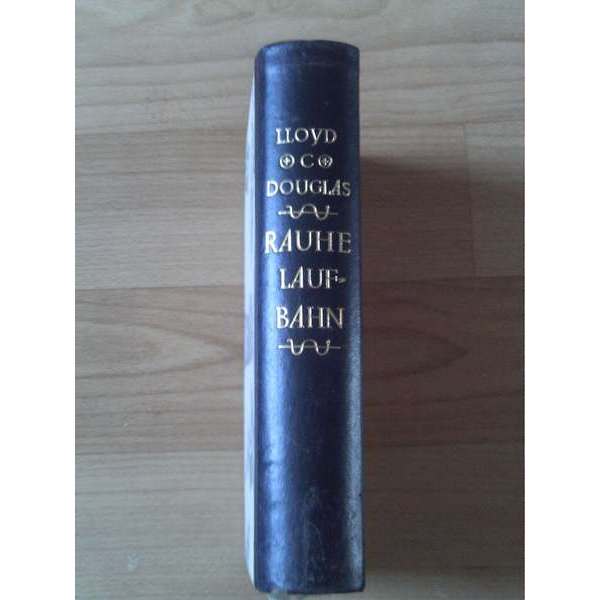 LLOYD
C
DOUGLAS
RAUHE
LAUF-
BAHN